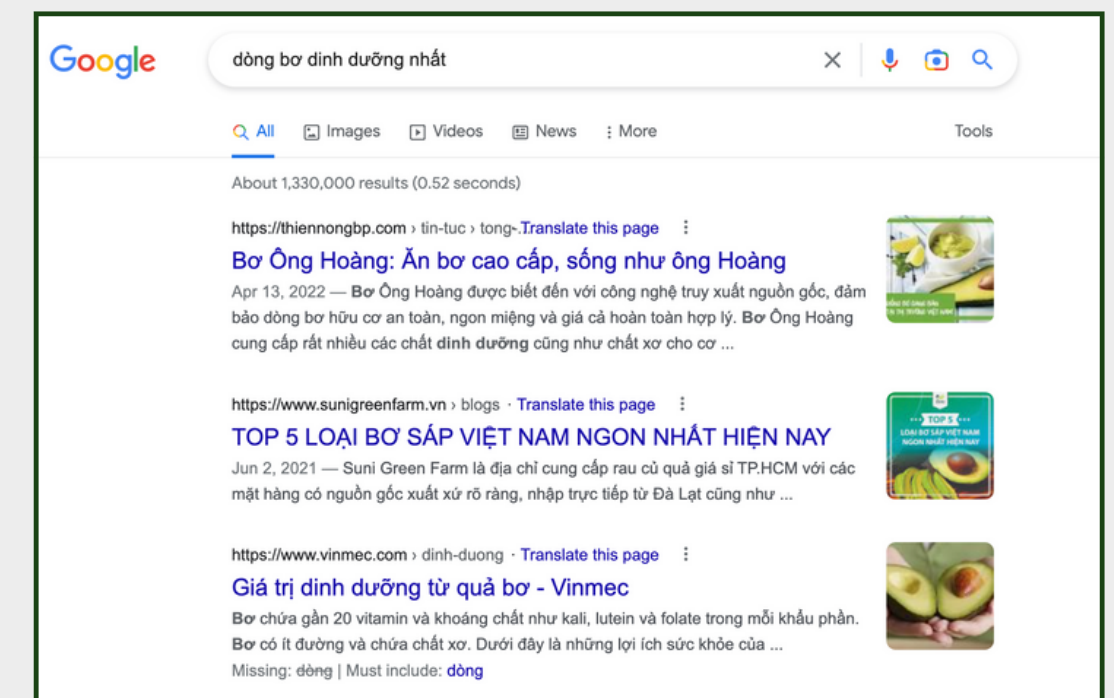 Google
dòng bơ dinh dưỡng nhất
All Images Videos News More Tools
About 1,330,000 results (0.52 seconds)
https://thiennongbp.com › tin-tuc › tong-... Translate this page
Bơ Ông Hoàng: Ăn bơ cao cấp, sống như ông Hoàng
Apr 13, 2022 — Bơ Ông Hoàng được biết đến với công nghệ truy xuất nguồn gốc, đảm
bảo dòng bơ hữu cơ an toàn, ngon miệng và giá cả hoàn toàn hợp lý. Bơ Ông Hoàng
cung cấp rất nhiều các chất dinh dưỡng cũng như chất xơ cho cơ ...
https://www.sunigreenfarm.vn › blogs · Translate this page
TOP 5 LOẠI BƠ SÁP VIỆT NAM NGON NHẤT HIỆN NAY
Jun 2, 2021 — Suni Green Farm là địa chỉ cung cấp rau củ quả giá sỉ TP.HCM với các
mặt hàng có nguồn gốc xuất xứ rõ ràng, nhập trực tiếp từ Đà Lạt cũng như ...
TOP 5
LOẠI BƠ SÁP VIỆT NAM
NGON NHẤT HIỆN NAY
https://www.vinmec.com › dinh-duong · Translate this page
Giá trị dinh dưỡng từ quả bơ - Vinmec
Bơ chứa gần 20 vitamin và khoáng chất như kali, lutein và folate trong mỗi khẩu phần.
Bơ có ít đường và chứa chất xơ. Dưới đây là những lợi ích sức khỏe của ...
Missing: dòng | Must include: dòng